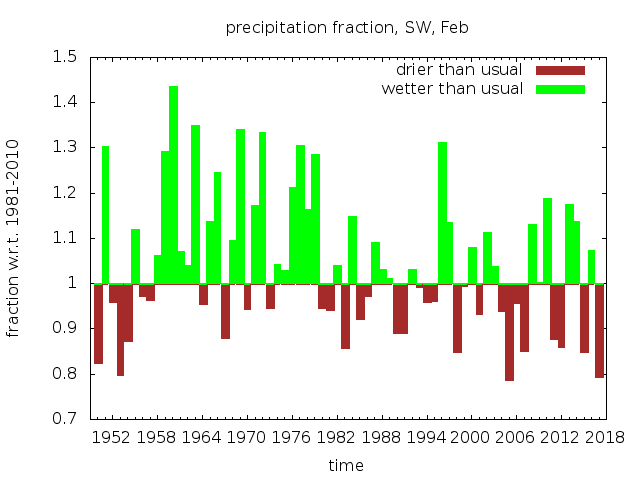 precipitation fraction, SW, Feb
drier than usual
wetter than usual
1.5
1.4
1.3
1.2
1.1
1
0.9
0.8
0.7
fraction w.r.t. 1981-2010
1952 1958 1964 1970 1976 1982 1988 1994 2000 2006 2012 2018
time